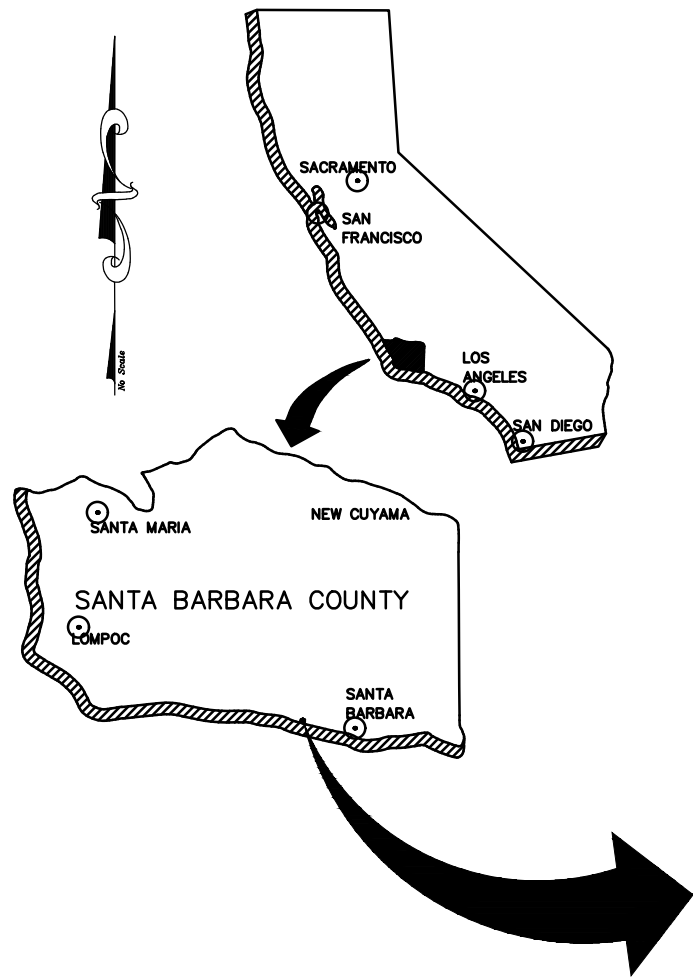 SACRAMENTO
SAN
FRANCISCO
No Scale
LOS
ANGELES
SAN DIEGO
NEW CUYAMA
SANTA MARIA
SANTA BARBARA COUNTY
LOMPOC
SANTA
BARBARA